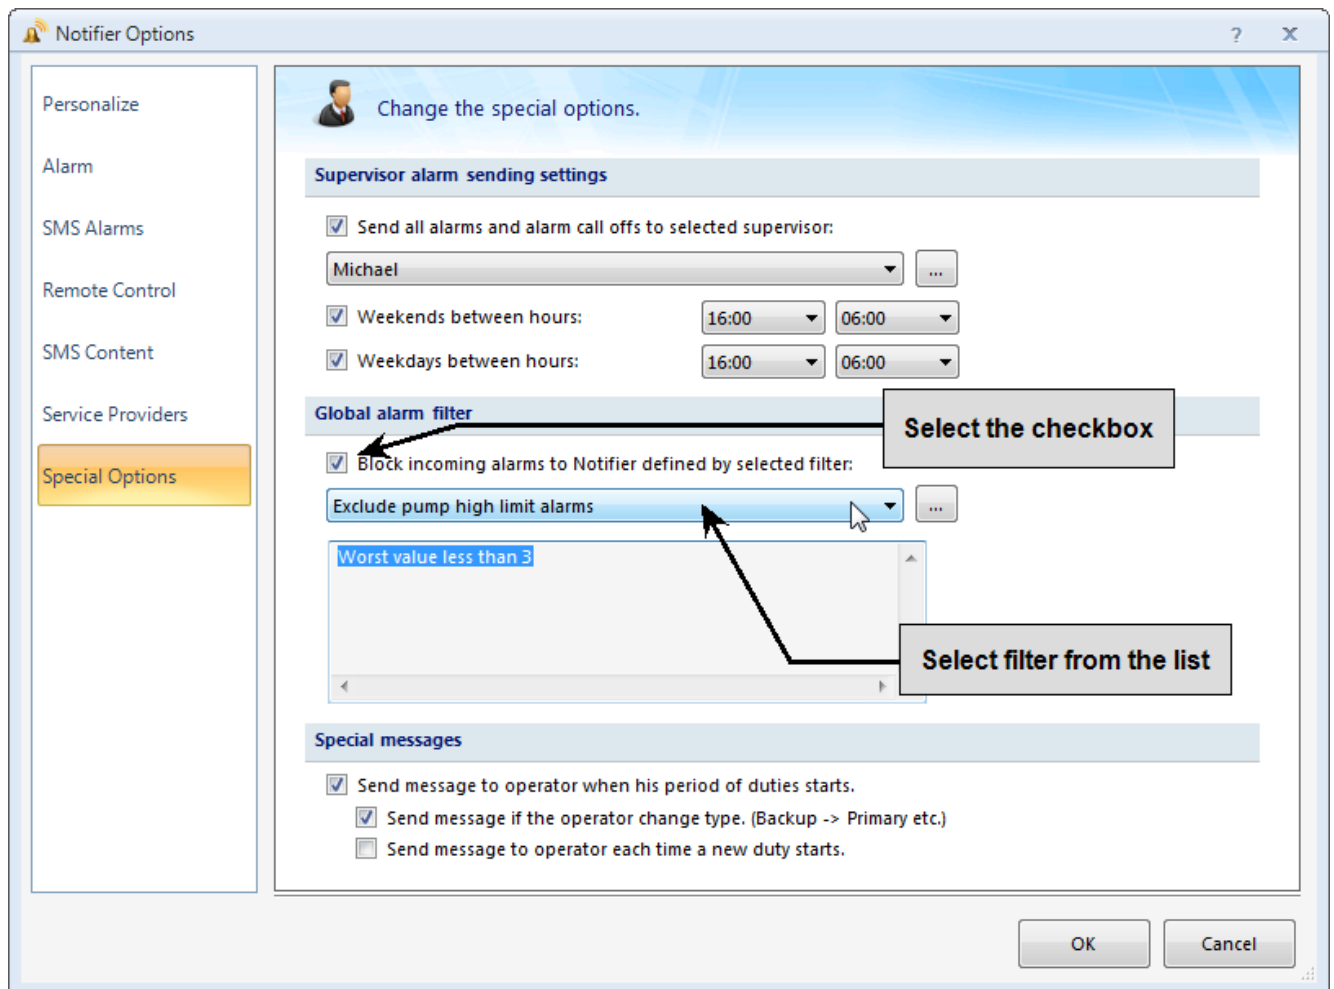 Notifier Options
?
X
Personalize
Alarm
SMS Alarms
Remote Control
SMS Content
Service Providers
Special Options
Change the special options.
Supervisor alarm sending settings
Send all alarms and alarm call offs to selected supervisor:
Michael
...
Weekends between hours:
16:00
06:00
Weekdays between hours:
16:00
06:00
Global alarm filter
Select the checkbox
Block incoming alarms to Notifier defined by selected filter:
Exclude pump high limit alarms
...
Worst value less than 3
Select filter from the list
Special messages
Send message to operator when his period of duties starts.
Send message if the operator change type. (Backup -> Primary etc.)
Send message to operator each time a new duty starts.
OK
Cancel